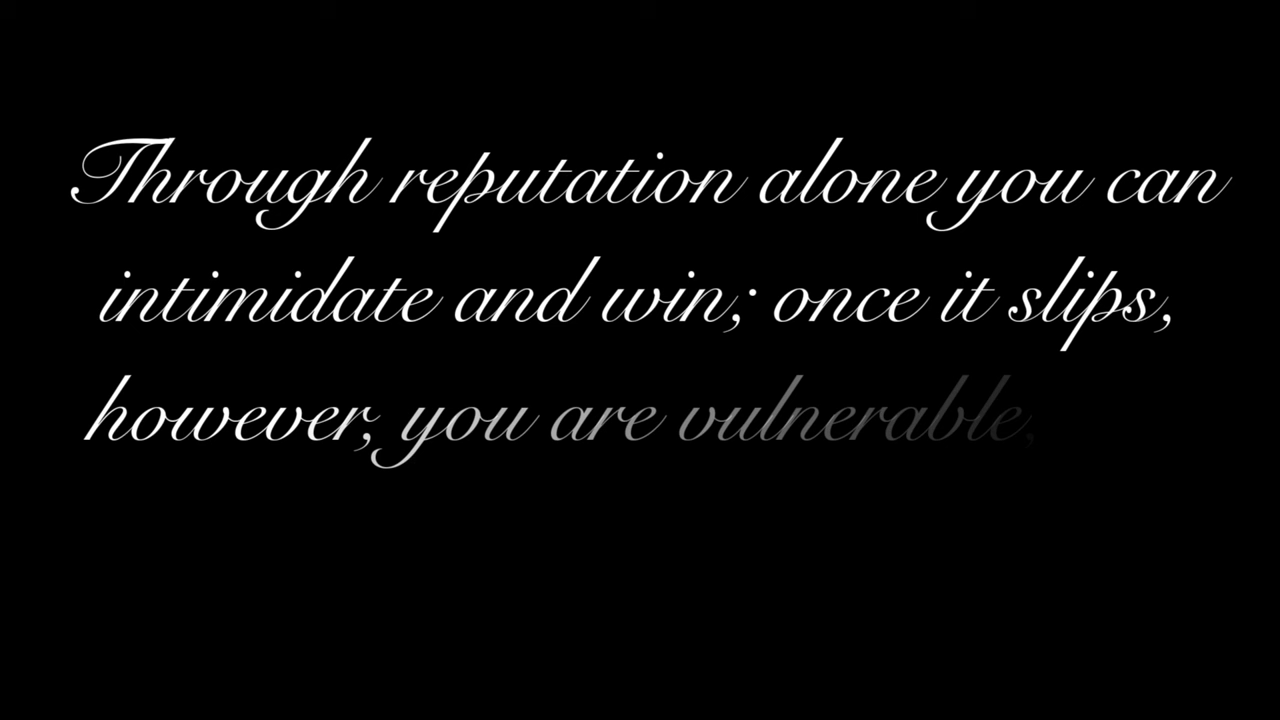 Through reputation alone you can
intimidate and win; once it slips,
however, you are vulnerable,